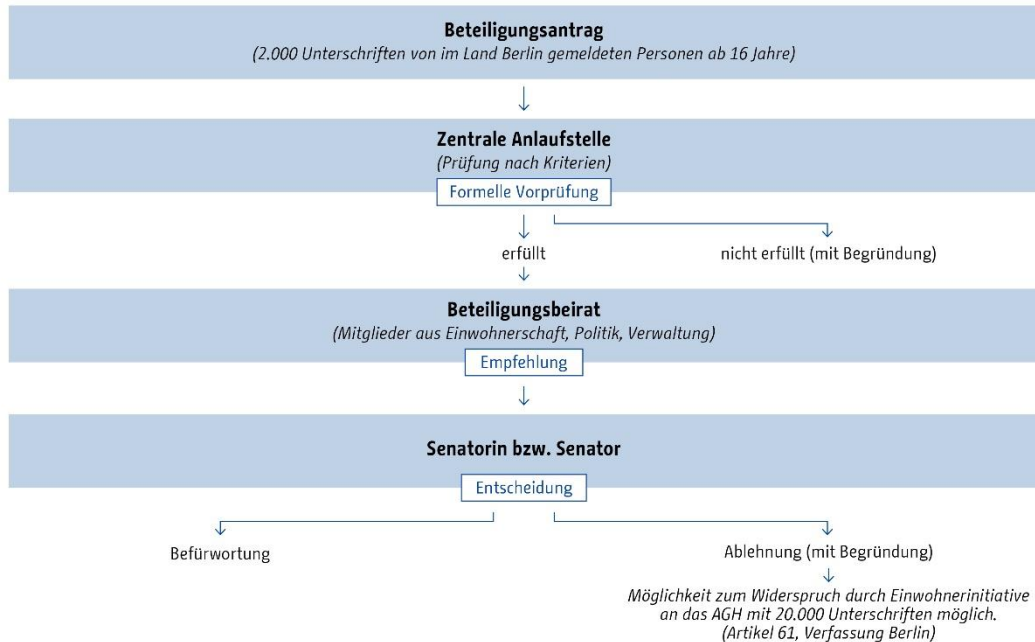 Beteiligungsantrag
(2.000 Unterschriften von im Land Berlin gemeldeten Personen ab 16 Jahre)
Zentrale Anlaufstelle
(Prüfung nach Kriterien)
Formelle Vorprüfung
erfüllt
nicht erfüllt (mit Begründung)
Beteiligungsbeirat
(Mitglieder aus Einwohnerschaft, Politik, Verwaltung)
Empfehlung
Senatorin bzw. Senator
Entscheidung
Befürwortung
Ablehnung (mit Begründung)
Möglichkeit zum Widerspruch durch Einwohnerinitiative
an das AGH mit 20.000 Unterschriften möglich.
(Artikel 61, Verfassung Berlin)